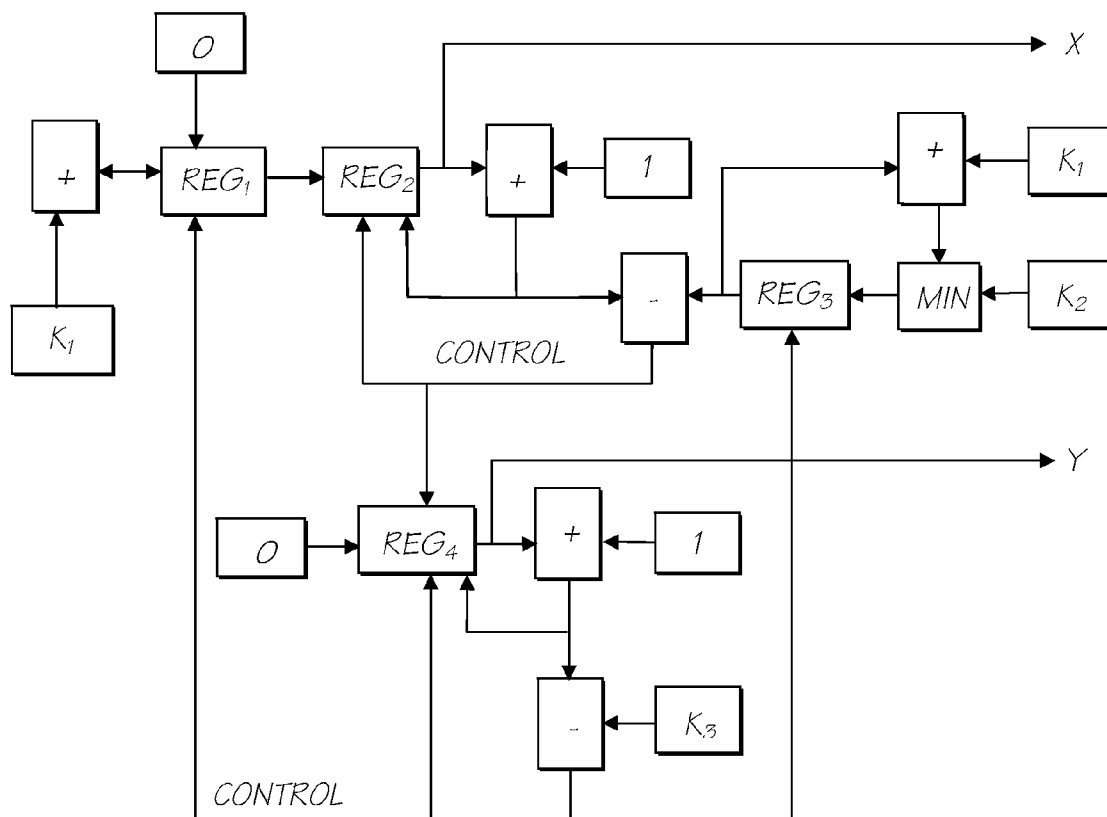 0
X
+
REG₁
REG₂
+
1
+
K₁
K₁
-
REG₃
MIN
K₂
CONTROL
Y
0
REG₄
+
1
-
K₃
CONTROL